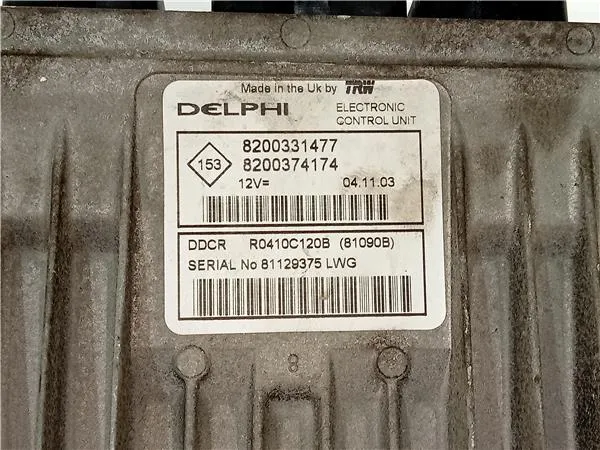 Made in the Uk by TRW
DELPHI ELECTRONIC
CONTROL UNIT
8200331477
153 8200374174
12V= 04.11.03
DDCR R0410C120B (81090B)
SERIAL No 81129375 LWG
8